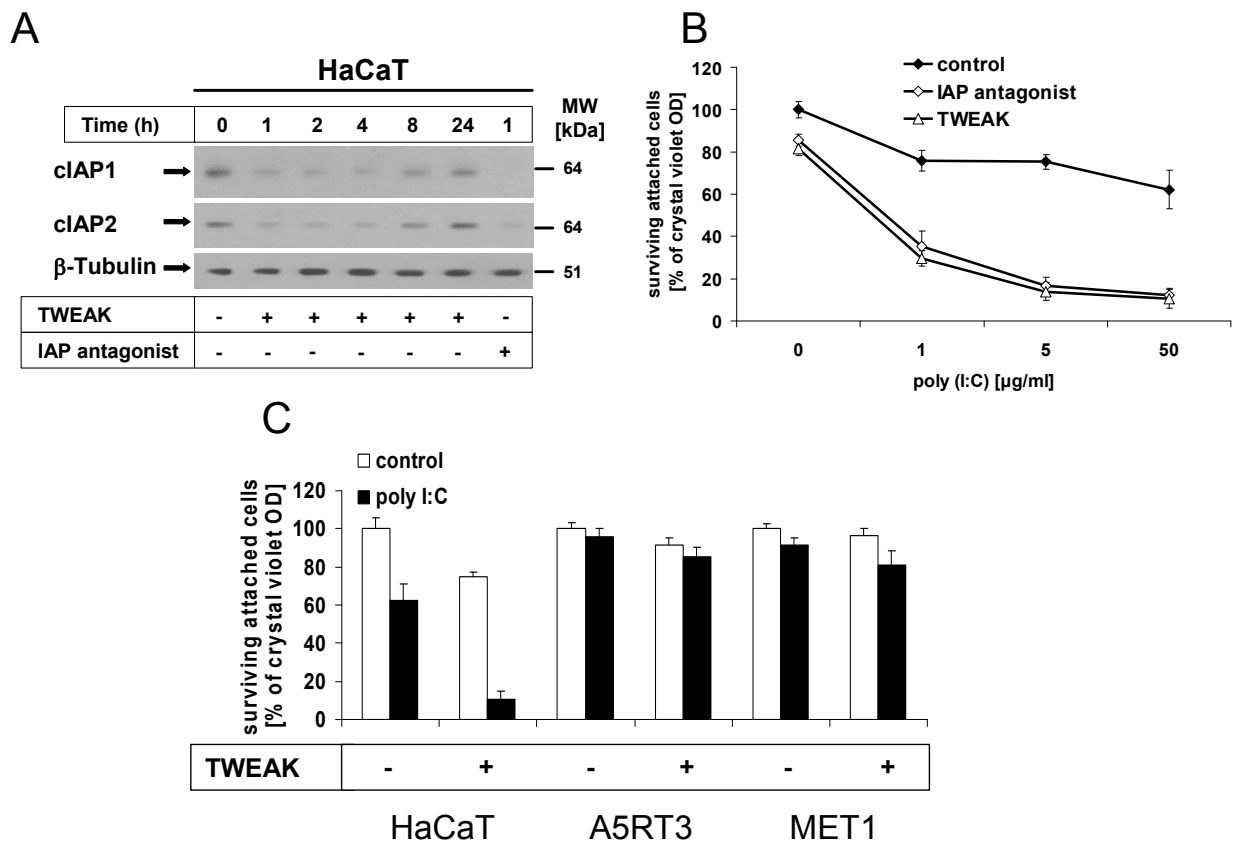 A
HaCaT
MW
[kDa]
Time (h) 0 1 2 4 8 24 1
cIAP1 64
cIAP2 64
β-Tubulin 51
TWEAK - + + + + + -
IAP antagonist - - - - - - +
B
control
IAP antagonist
TWEAK
surviving attached cells
[% of crystal violet OD]
120
100
80
60
40
20
0
0 1 5 50
poly (I:C) [µg/ml]
C
control
poly I:C
surviving attached cells
[% of crystal violet OD]
120
100
80
60
40
20
0
TWEAK - + - + - +
HaCaT A5RT3 MET1